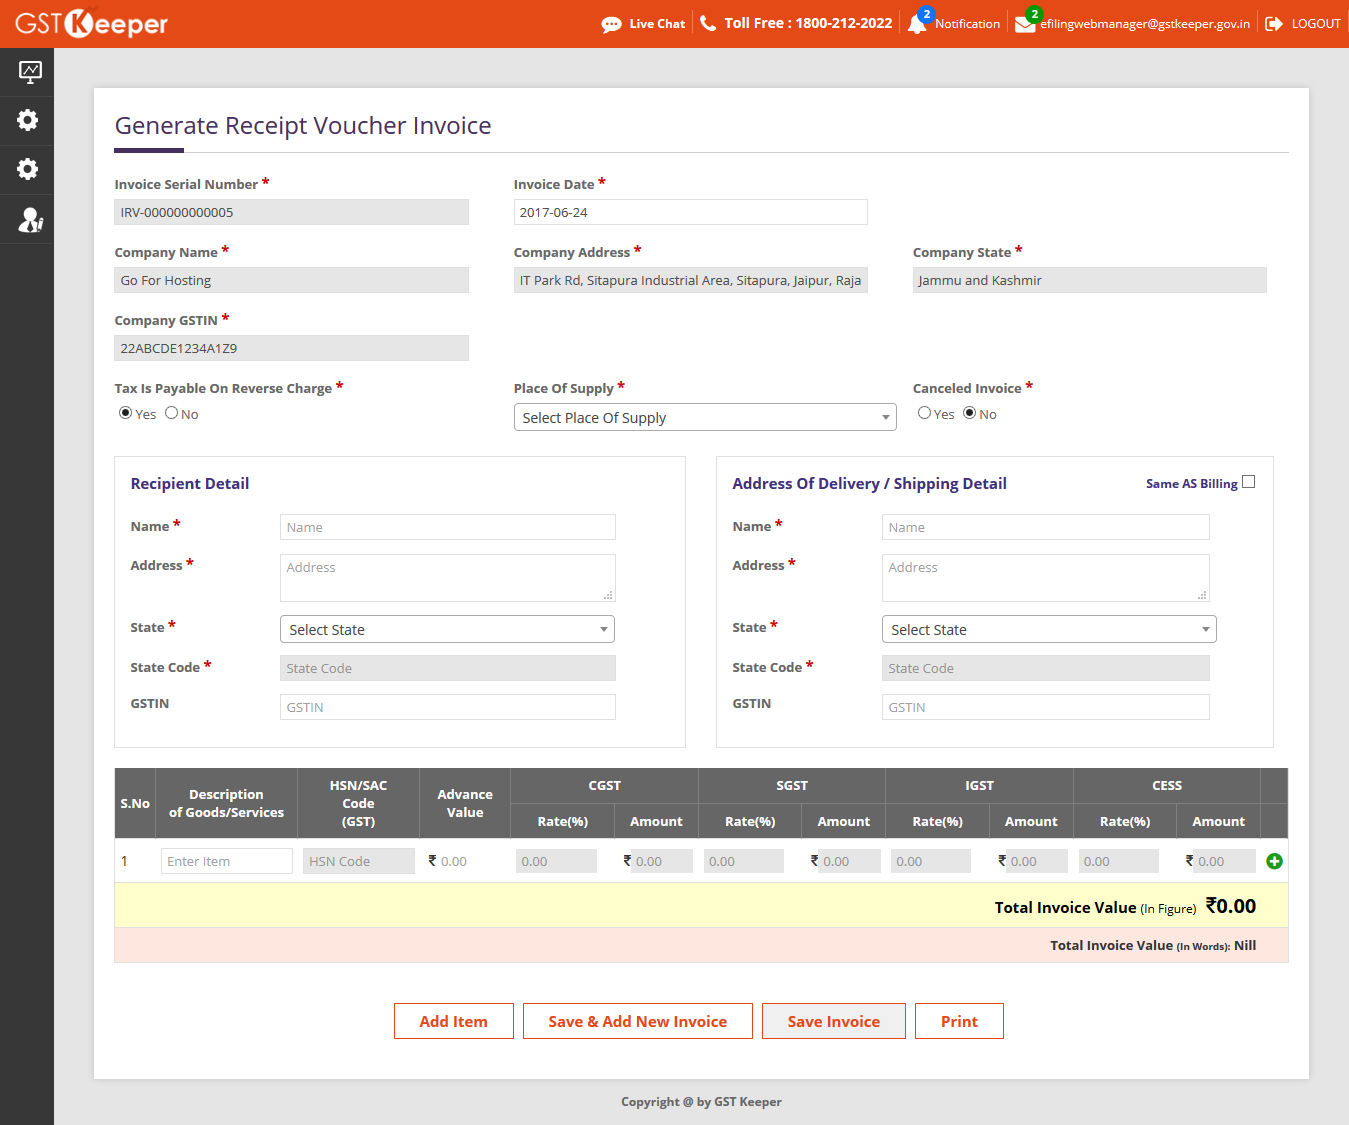 GST Keeper
Live Chat
Toll Free : 1800-212-2022
2
Notification
2
efilingwebmanager@gstkeeper.gov.in
LOGOUT
Generate Receipt Voucher Invoice
Invoice Serial Number *
Invoice Date *
IRV-000000000005
2017-06-24
Company Name *
Company Address *
Company State *
Go For Hosting
IT Park Rd, Sitapura Industrial Area, Sitapura, Jaipur, Raja
Jammu and Kashmir
Company GSTIN *
22ABCDE1234A1Z9
Tax Is Payable On Reverse Charge *
Place Of Supply *
Canceled Invoice *
Yes No
Select Place Of Supply
Yes No
Recipient Detail
Name *
Name
Address *
Address
State *
Select State
State Code *
State Code
GSTIN
GSTIN
Address Of Delivery / Shipping Detail
Same AS Billing
Name *
Name
Address *
Address
State *
Select State
State Code *
State Code
GSTIN
GSTIN
S.No
Description
of Goods/Services
HSN/SAC
Code
(GST)
Advance
Value
CGST
SGST
IGST
CESS
Rate(%) Amount Rate(%) Amount Rate(%) Amount Rate(%) Amount
1 Enter Item HSN Code ₹ 0.00 0.00 ₹ 0.00 0.00 ₹ 0.00 0.00 ₹ 0.00 0.00 ₹ 0.00
Total Invoice Value (In Figure) ₹0.00
Total Invoice Value (In Words): Nill
Add Item
Save & Add New Invoice
Save Invoice
Print
Copyright @ by GST Keeper